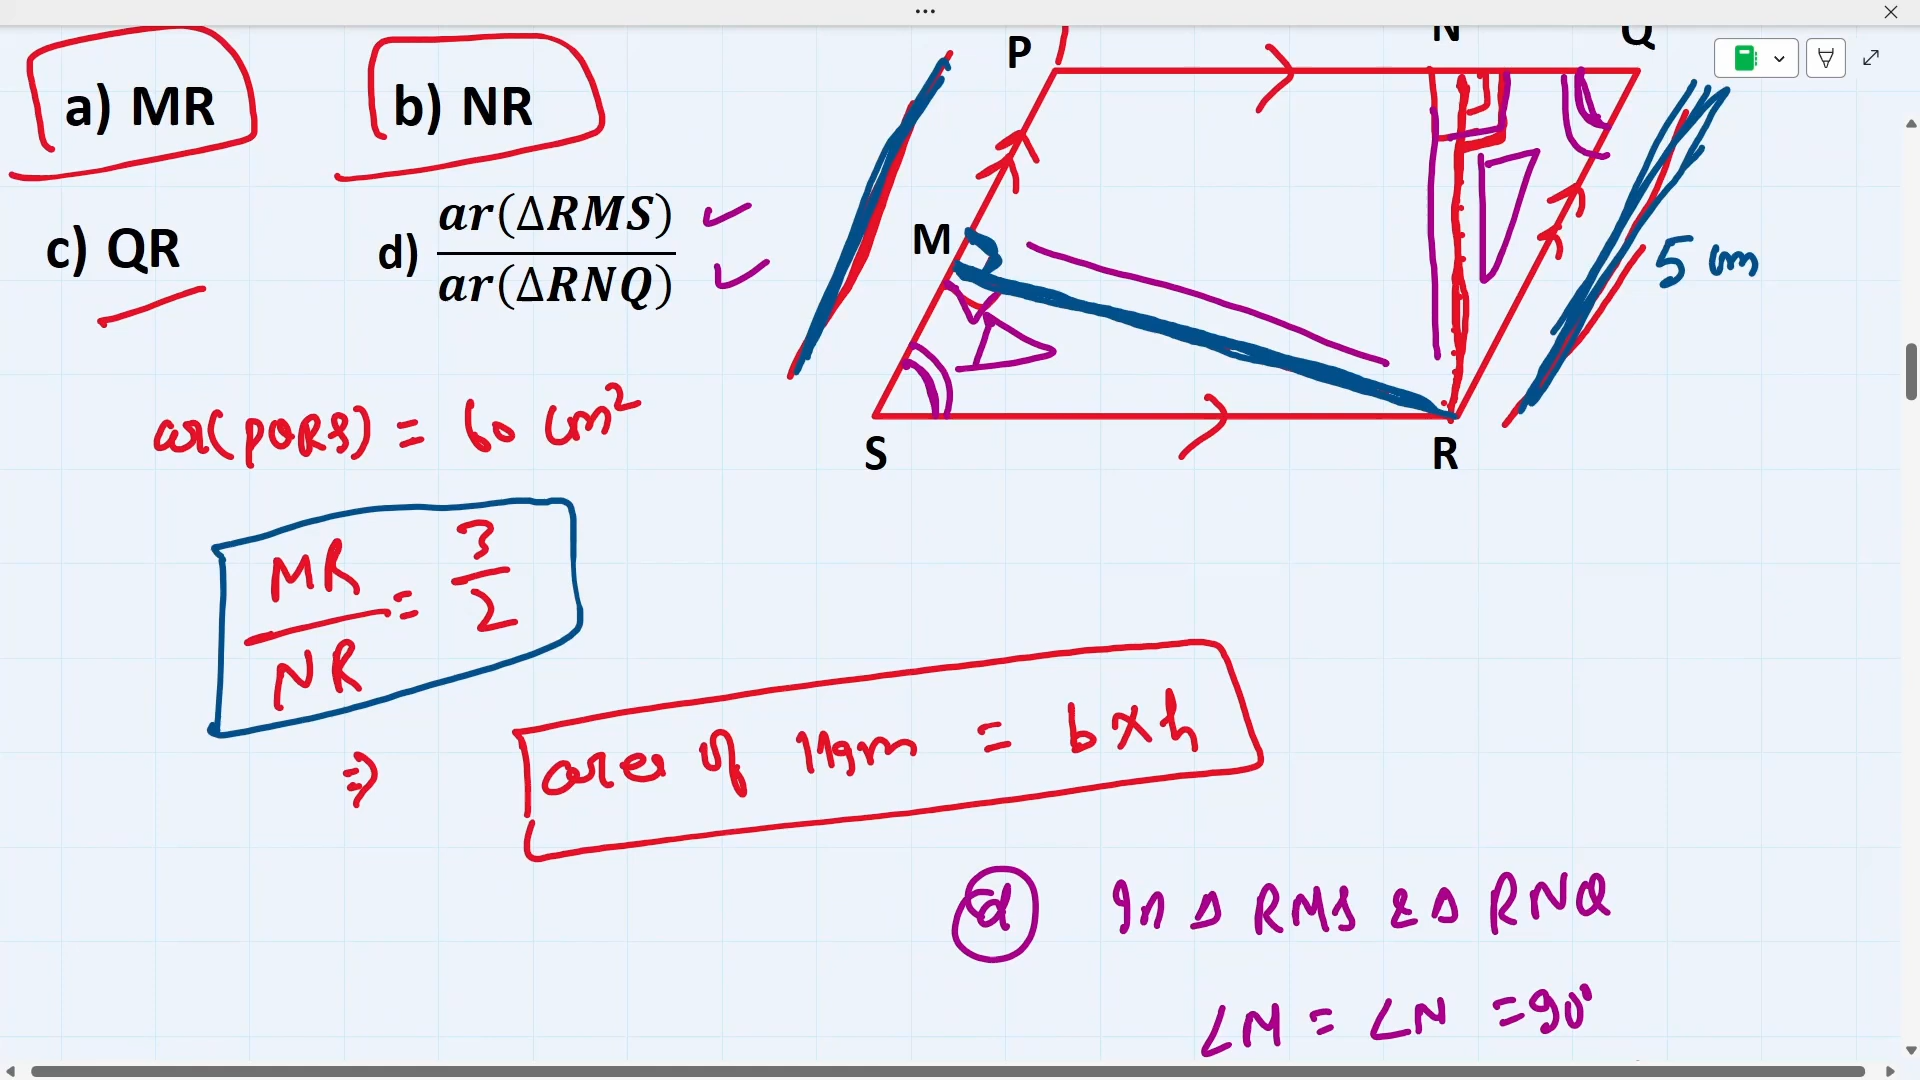 P N Q
a) MR b) NR
c) QR d) ar(ΔRMS) / ar(ΔRNQ)
M
5 cm
ar(PQRS) = 60 cm²
S R
MR / NR = 3 / 2
⇒ area of 11gm = b×h
d In Δ RMS & Δ RNQ
∠M = ∠N = 90°